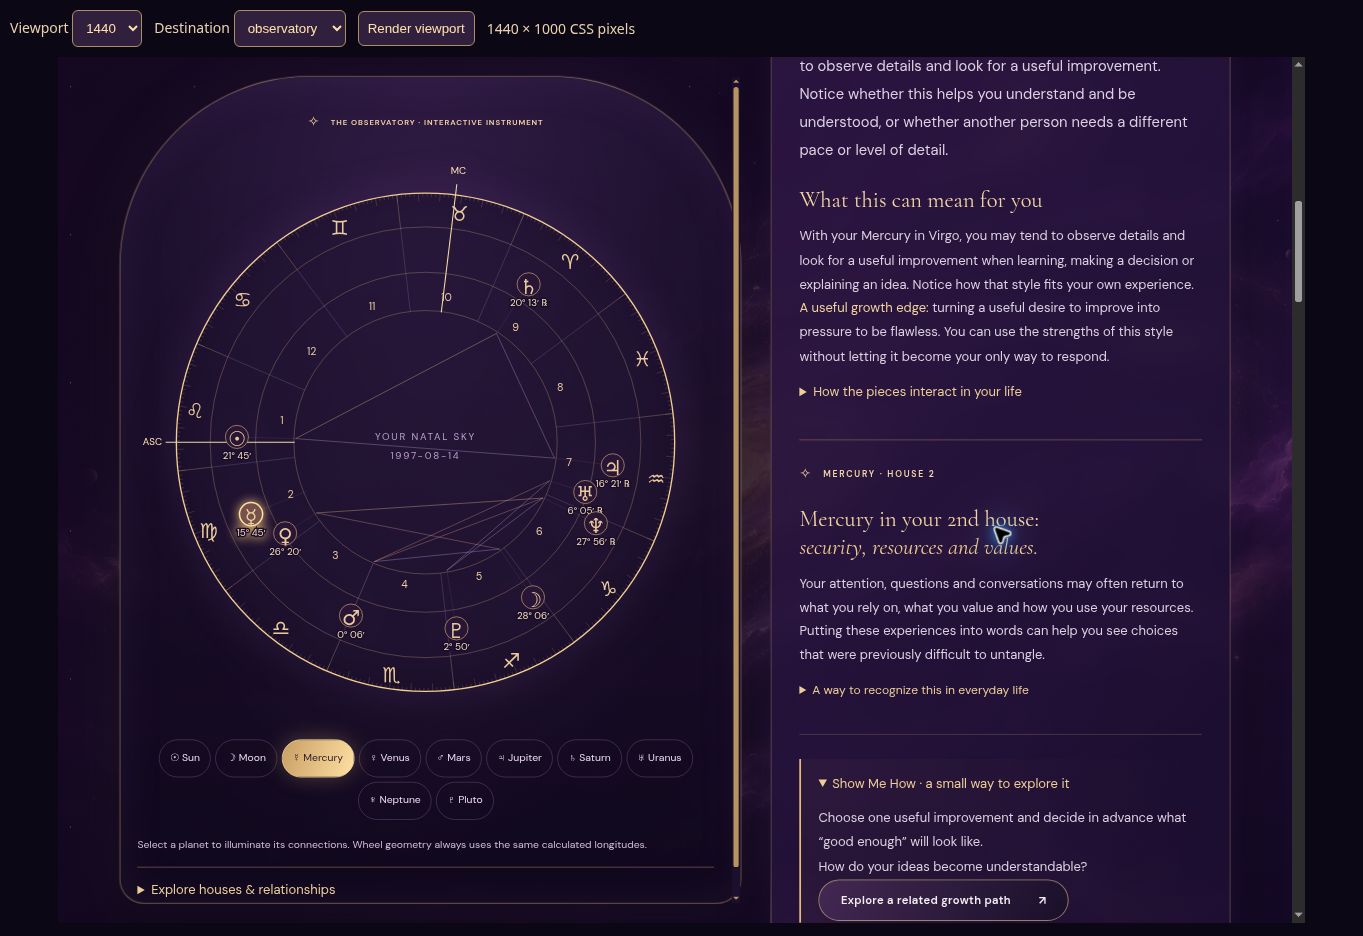 Viewport 1440 Destination observatory Render viewport 1440 × 1000 CSS pixels
THE OBSERVATORY · INTERACTIVE INSTRUMENT
MC
10
11
20° 13′ ℞
9
12
8
1
ASC
21° 45′
YOUR NATAL SKY
1997-08-14
7
16° 21′ ℞
2
6° 05′ ℞
15° 45′
26° 20′
6
27° 56′ ℞
3
5
4
28° 06′
0° 06′
2° 50′
☉ Sun
☽ Moon
☿ Mercury
♀ Venus
♂ Mars
♃ Jupiter
♄ Saturn
♅ Uranus
♆ Neptune
♇ Pluto
Select a planet to illuminate its connections. Wheel geometry always uses the same calculated longitudes.
Explore houses & relationships
to observe details and look for a useful improvement.
Notice whether this helps you understand and be
understood, or whether another person needs a different
pace or level of detail.
What this can mean for you
With your Mercury in Virgo, you may tend to observe details and
look for a useful improvement when learning, making a decision or
explaining an idea. Notice how that style fits your own experience.
A useful growth edge: turning a useful desire to improve into
pressure to be flawless. You can use the strengths of this style
without letting it become your only way to respond.
How the pieces interact in your life
MERCURY · HOUSE 2
Mercury in your 2nd house:
security, resources and values.
Your attention, questions and conversations may often return to
what you rely on, what you value and how you use your resources.
Putting these experiences into words can help you see choices
that were previously difficult to untangle.
A way to recognize this in everyday life
Show Me How · a small way to explore it
Choose one useful improvement and decide in advance what
“good enough” will look like.
How do your ideas become understandable?
Explore a related growth path